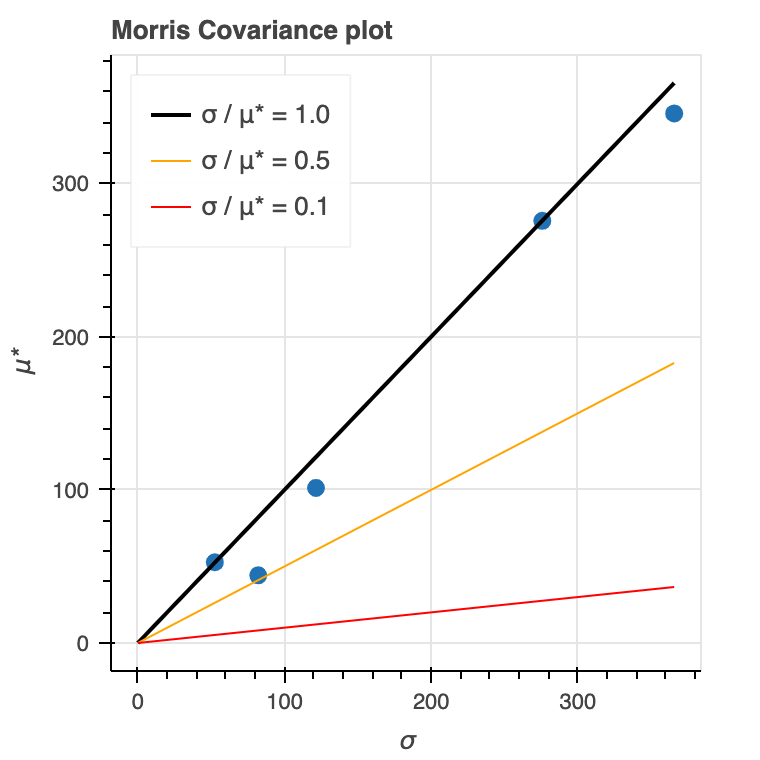 Morris Covariance plot
σ / μ* = 1.0
σ / μ* = 0.5
σ / μ* = 0.1
300
200
100
0
μ*
0 100 200 300
σ